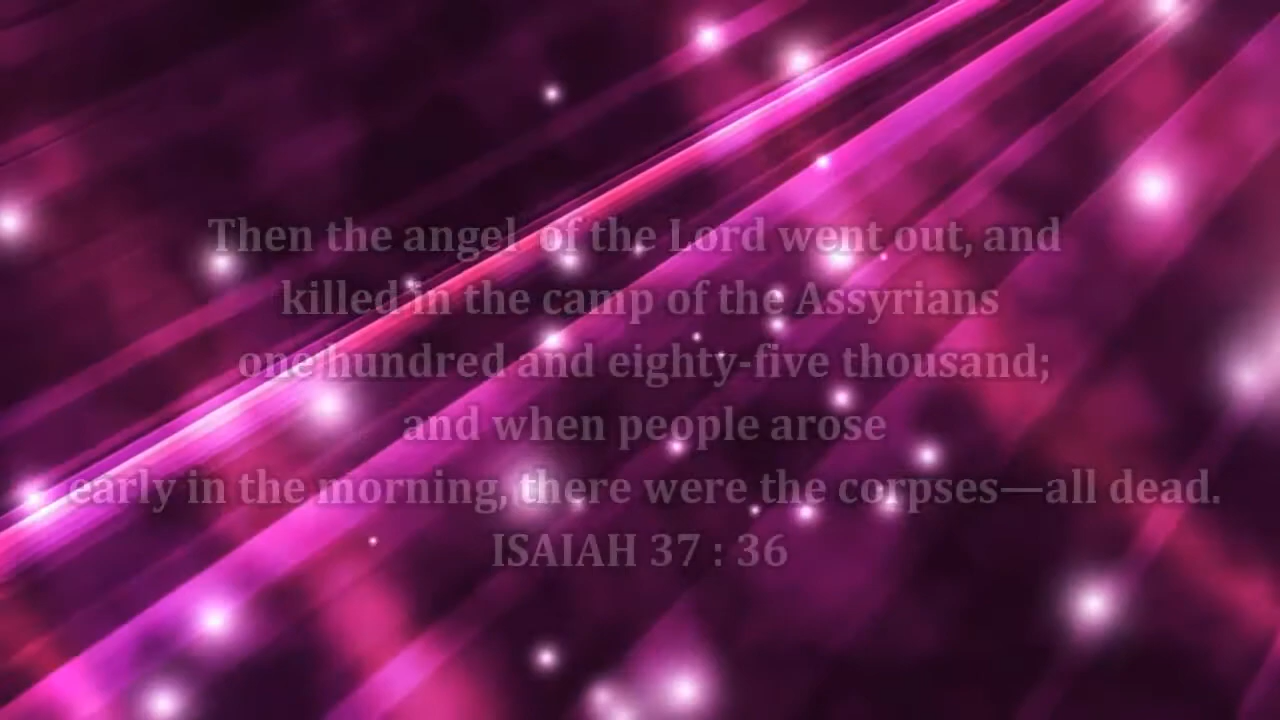 Then the angel of the Lord went out, and
killed in the camp of the Assyrians
one hundred and eighty-five thousand;
and when people arose
early in the morning, there were the corpses—all dead.
ISAIAH 37 : 36